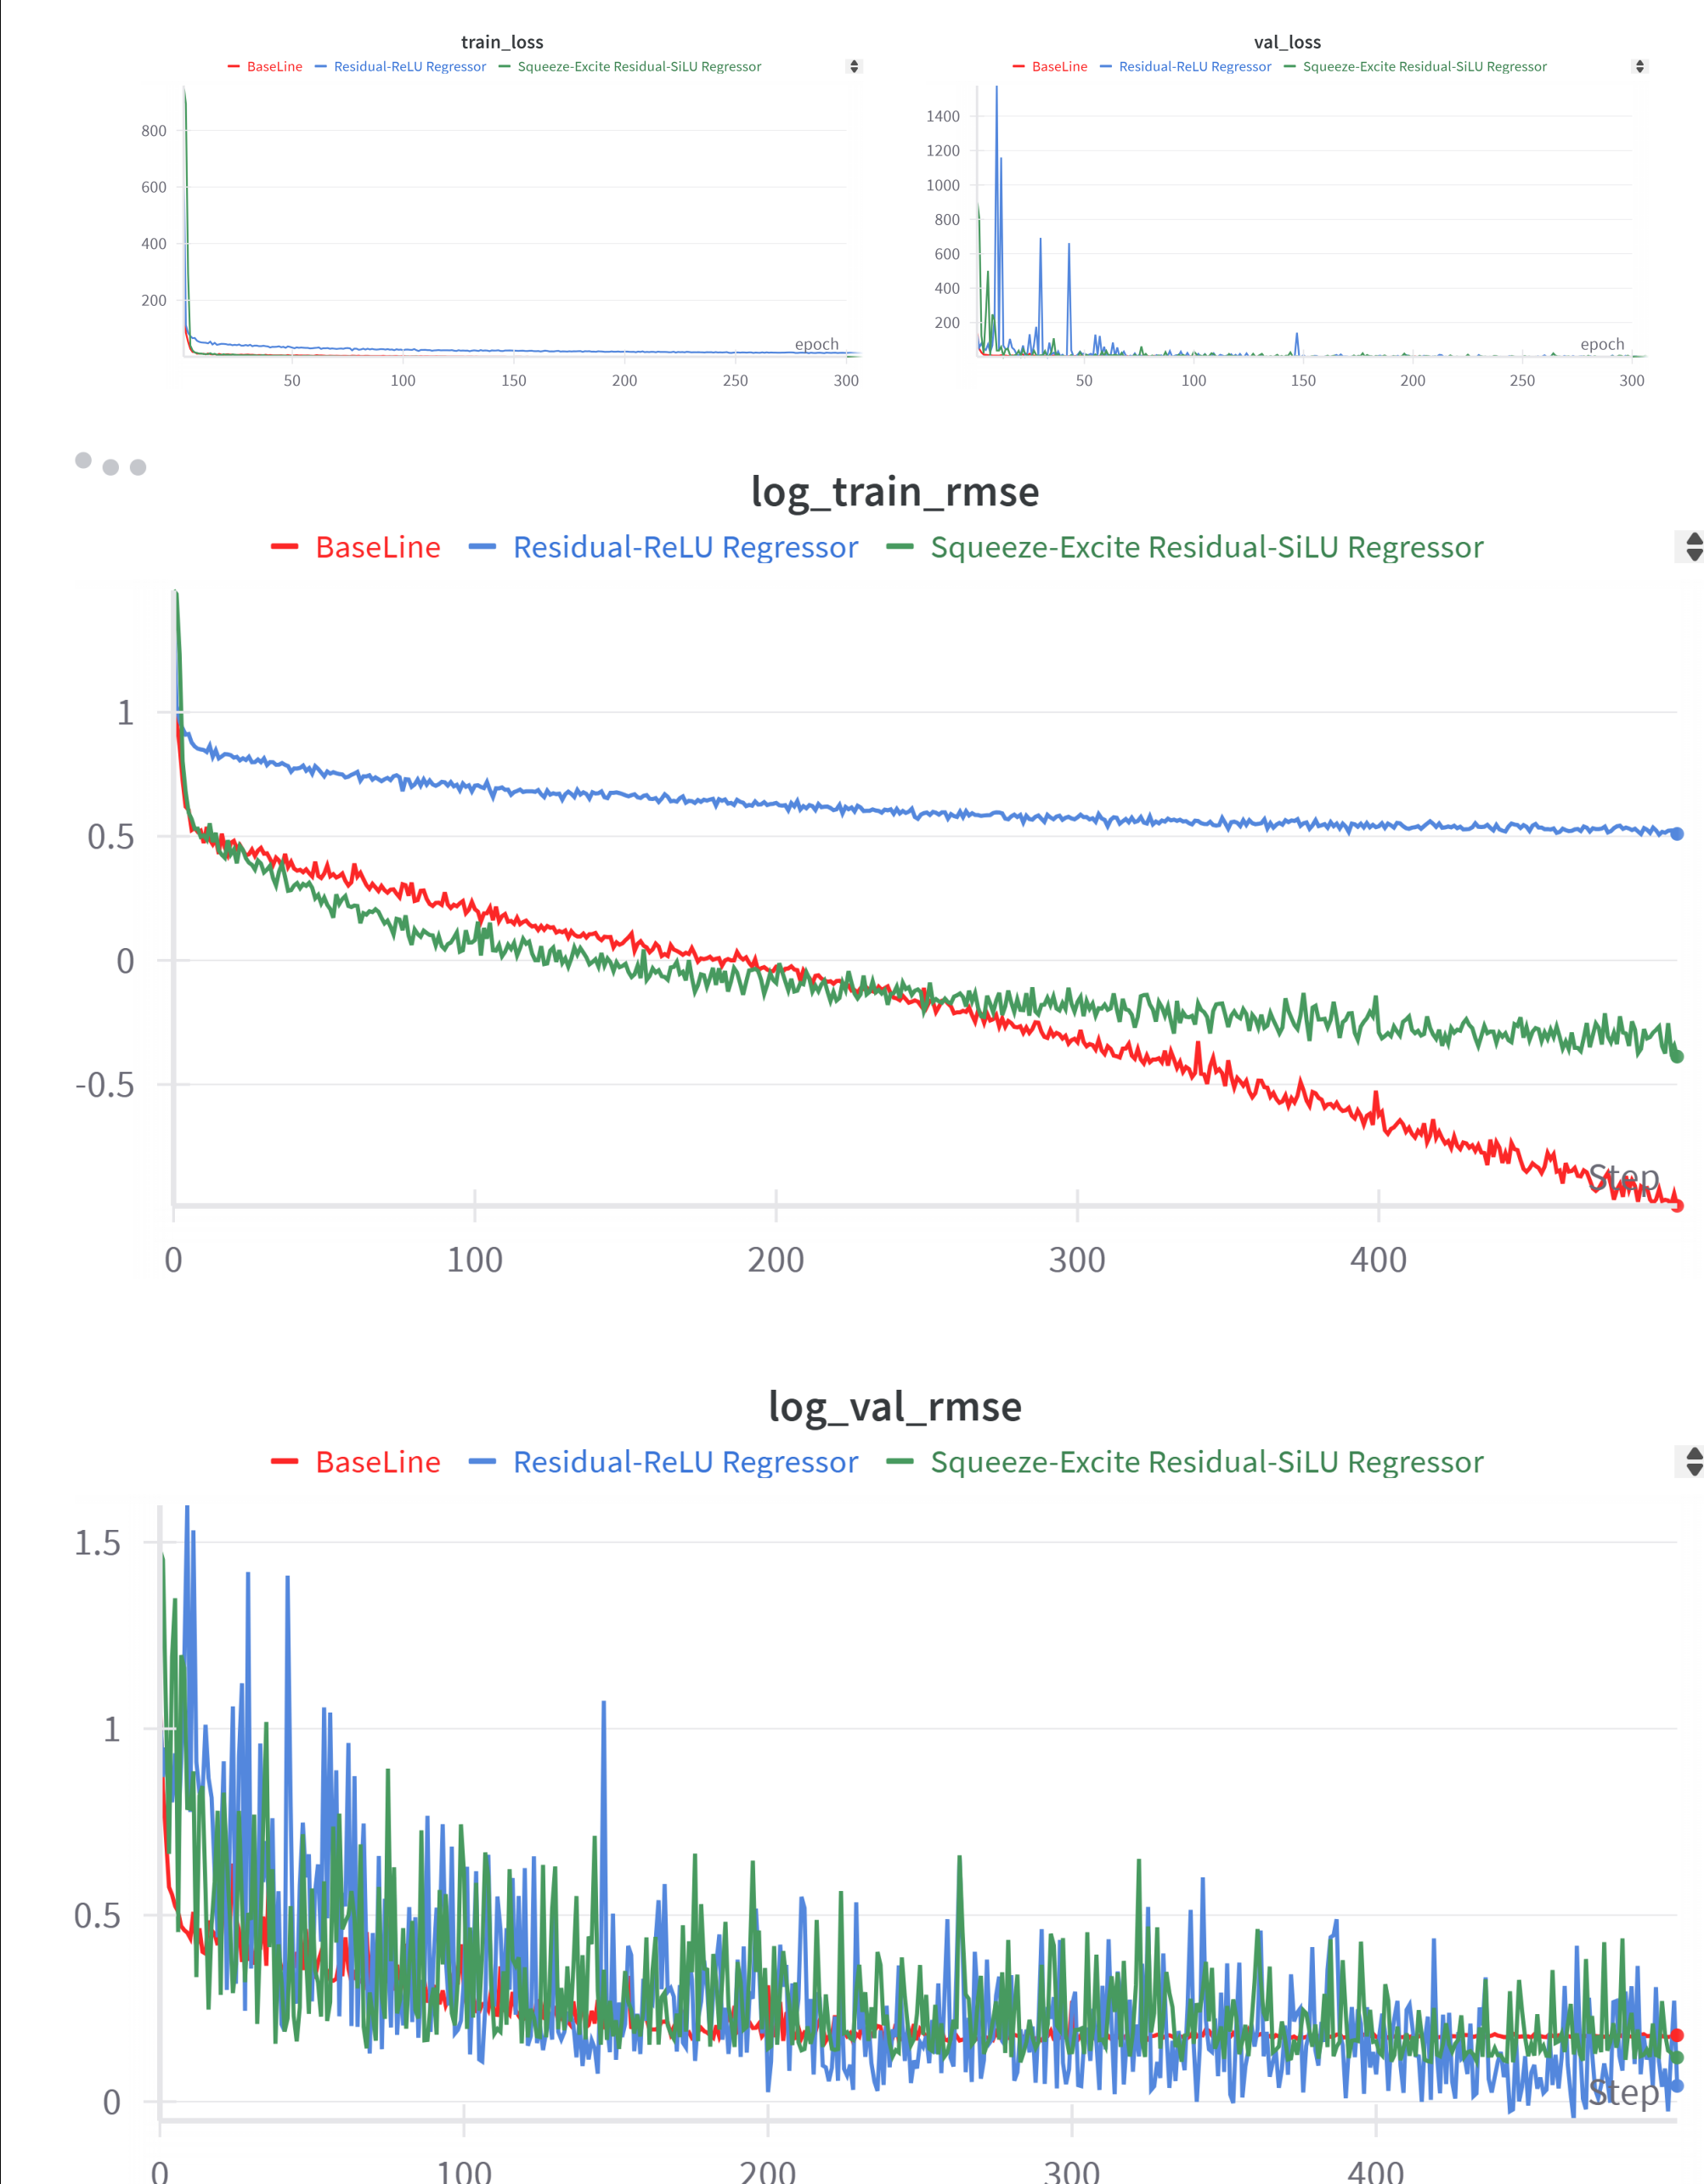 train_loss
BaseLine Residual-ReLU Regressor Squeeze-Excite Residual-SiLU Regressor
800
600
400
200
epoch
50 100 150 200 250 300
val_loss
BaseLine Residual-ReLU Regressor Squeeze-Excite Residual-SiLU Regressor
1400
1200
1000
800
600
400
200
epoch
50 100 150 200 250 300
log_train_rmse
BaseLine Residual-ReLU Regressor Squeeze-Excite Residual-SiLU Regressor
1
0.5
0
-0.5
Step
0 100 200 300 400
log_val_rmse
BaseLine Residual-ReLU Regressor Squeeze-Excite Residual-SiLU Regressor
1.5
1
0.5
0
Step
0 100 200 300 400